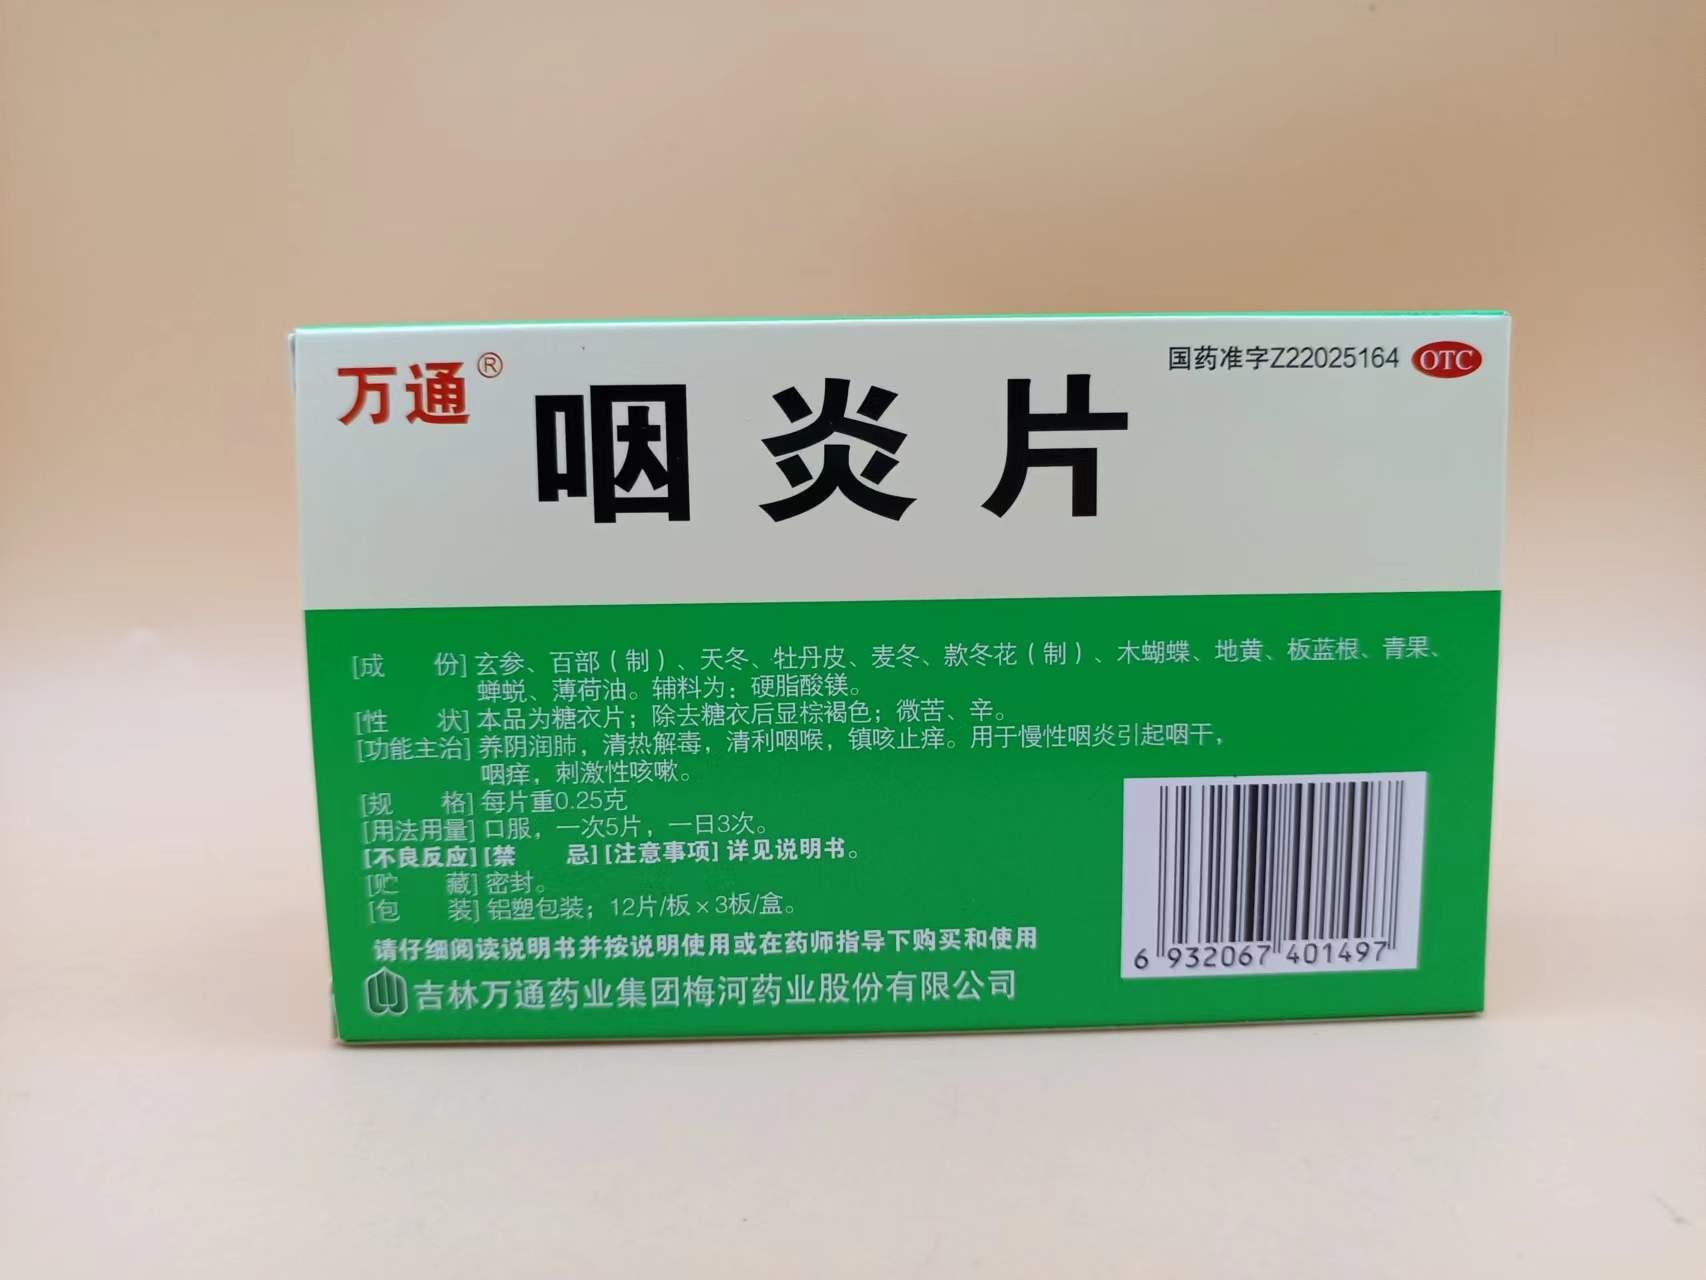 万通®
国药准字Z22025164 OTC
咽炎片
[成 份] 玄参、百部（制）、天冬、牡丹皮、麦冬、款冬花（制）、木蝴蝶、地黄、板蓝根、青果、
蝉蜕、薄荷油。辅料为：硬脂酸镁。
[性 状] 本品为糖衣片；除去糖衣后显棕褐色；微苦、辛。
[功能主治] 养阴润肺，清热解毒，清利咽喉，镇咳止痒。用于慢性咽炎引起咽干，
咽痒，刺激性咳嗽。
[规 格] 每片重0.25克
[用法用量] 口服，一次5片，一日3次。
[不良反应] [禁 忌] [注意事项] 详见说明书。
[贮 藏] 密封。
[包 装] 铝塑包装；12片/板×3板/盒。
请仔细阅读说明书并按说明使用或在药师指导下购买和使用
吉林万通药业集团梅河药业股份有限公司
6 932067 401497